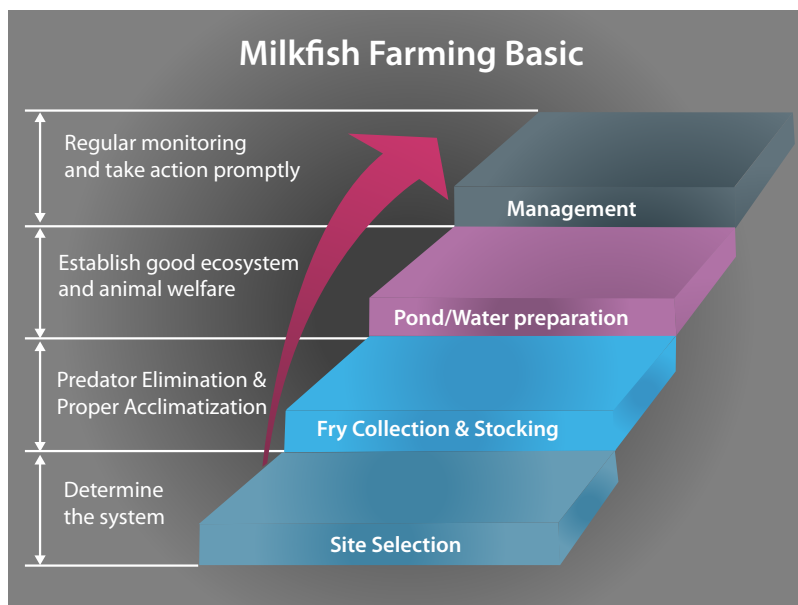 Milkfish Farming Basic
Regular monitoring
and take action promptly
Management
Establish good ecosystem
and animal welfare
Pond/Water preparation
Predator Elimination &
Proper Acclimatization
Fry Collection & Stocking
Determine
the system
Site Selection